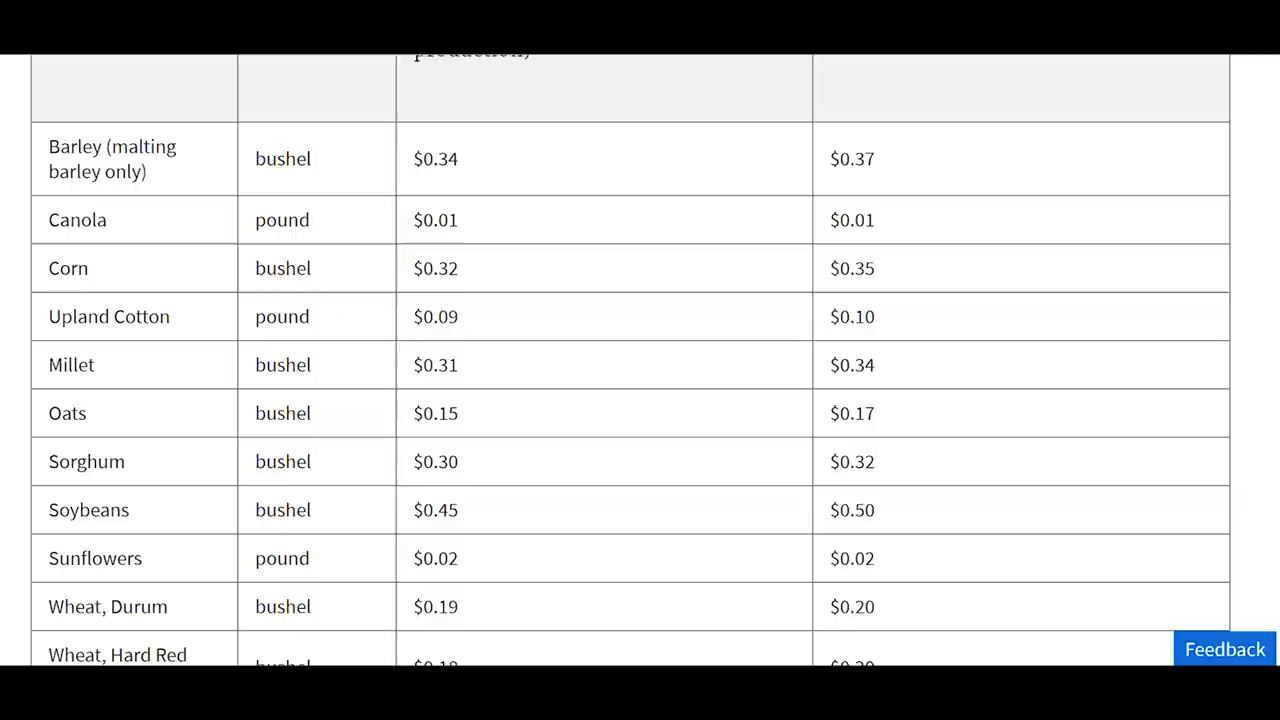 Barley (malting
barley only) bushel $0.34 $0.37
Canola pound $0.01 $0.01
Corn bushel $0.32 $0.35
Upland Cotton pound $0.09 $0.10
Millet bushel $0.31 $0.34
Oats bushel $0.15 $0.17
Sorghum bushel $0.30 $0.32
Soybeans bushel $0.45 $0.50
Sunflowers pound $0.02 $0.02
Wheat, Durum bushel $0.19 $0.20
Wheat, Hard Red
Feedback